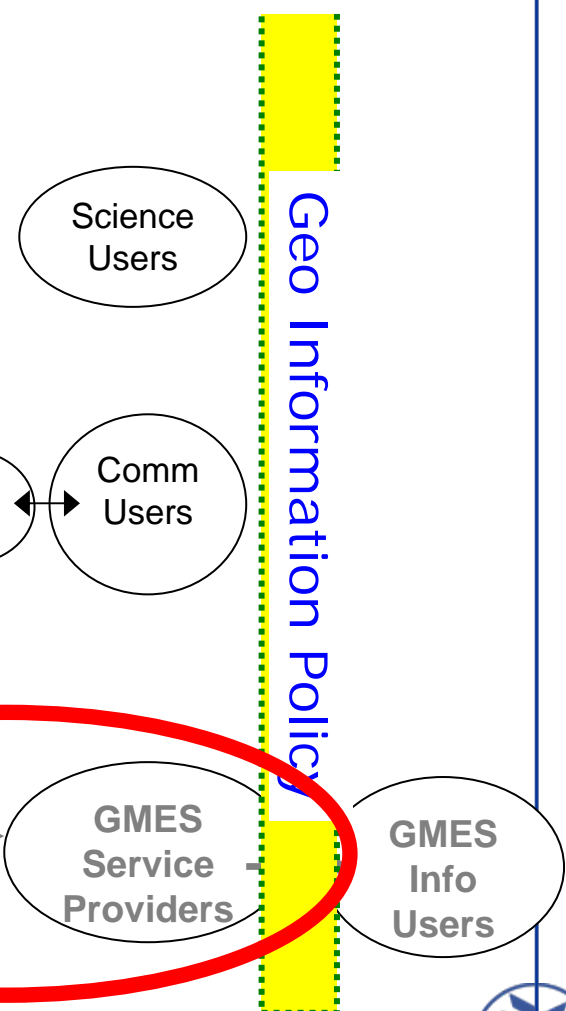 Science
Users
Geo Information Policy
Comm
Users
GMES
Service
Providers
GMES
Info
Users